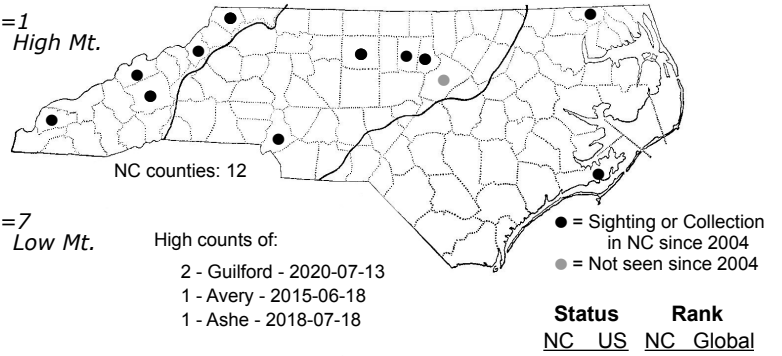 =1
High Mt.
NC counties: 12
=7
Low Mt.
High counts of:
2 - Guilford - 2020-07-13
1 - Avery - 2015-06-18
1 - Ashe - 2018-07-18
= Sighting or Collection
in NC since 2004
= Not seen since 2004
Status Rank
NC US NC Global